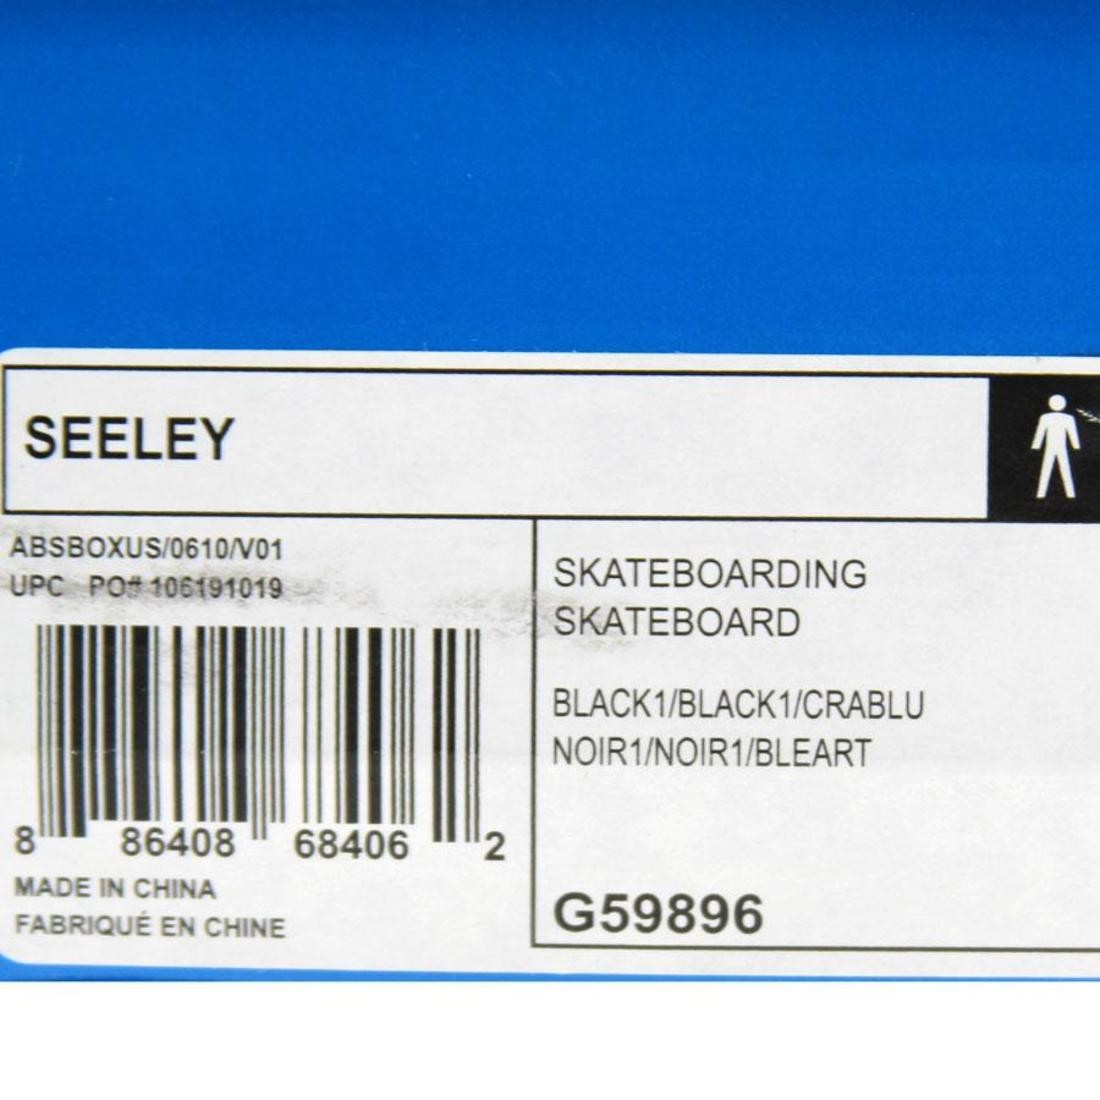 SEELEY
ABSBOXUS/0610/V01
UPC PO# 106191019
8 86408 68406 2
MADE IN CHINA
FABRIQUÉ EN CHINE
SKATEBOARDING
SKATEBOARD
BLACK1/BLACK1/CRABLU
NOIR1/NOIR1/BLEART
G59896